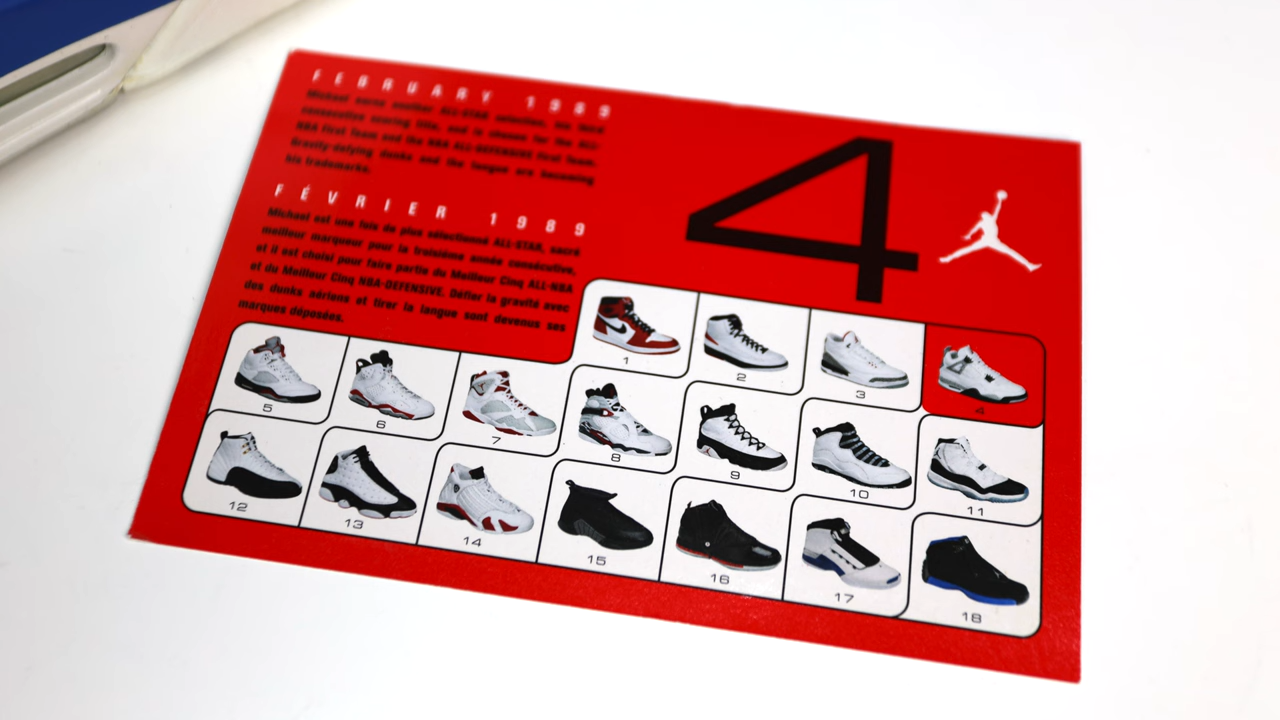 FEBRUARY 1989
Michael earns another ALL-STAR selection, his third
consecutive scoring title, and is chosen for the ALL-
NBA First Team and the NBA ALL-DEFENSIVE First Team.
Gravity-defying dunks and the tongue are becoming
his trademarks.
FÉVRIER 1989
Michael est une fois de plus sélectionné ALL-STAR, sacré
meilleur marqueur pour la troisième année consécutive,
et il est choisi pour faire partie du Meilleur Cinq ALL-NBA
et du Meilleur Cinq NBA-DEFENSIVE. Défier la gravité avec
des dunks aériens et tirer la langue sont devenus ses
marques déposées.
4
1 2 3 4
5 6 7 8 9 10 11
12 13 14 15 16 17 18